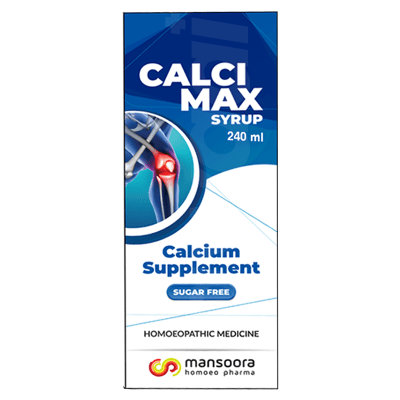 CALCI
MAX
SYRUP
240 ml
Calcium
Supplement
SUGAR FREE
HOMOEOPATHIC MEDICINE
mansoora
homoeo pharma